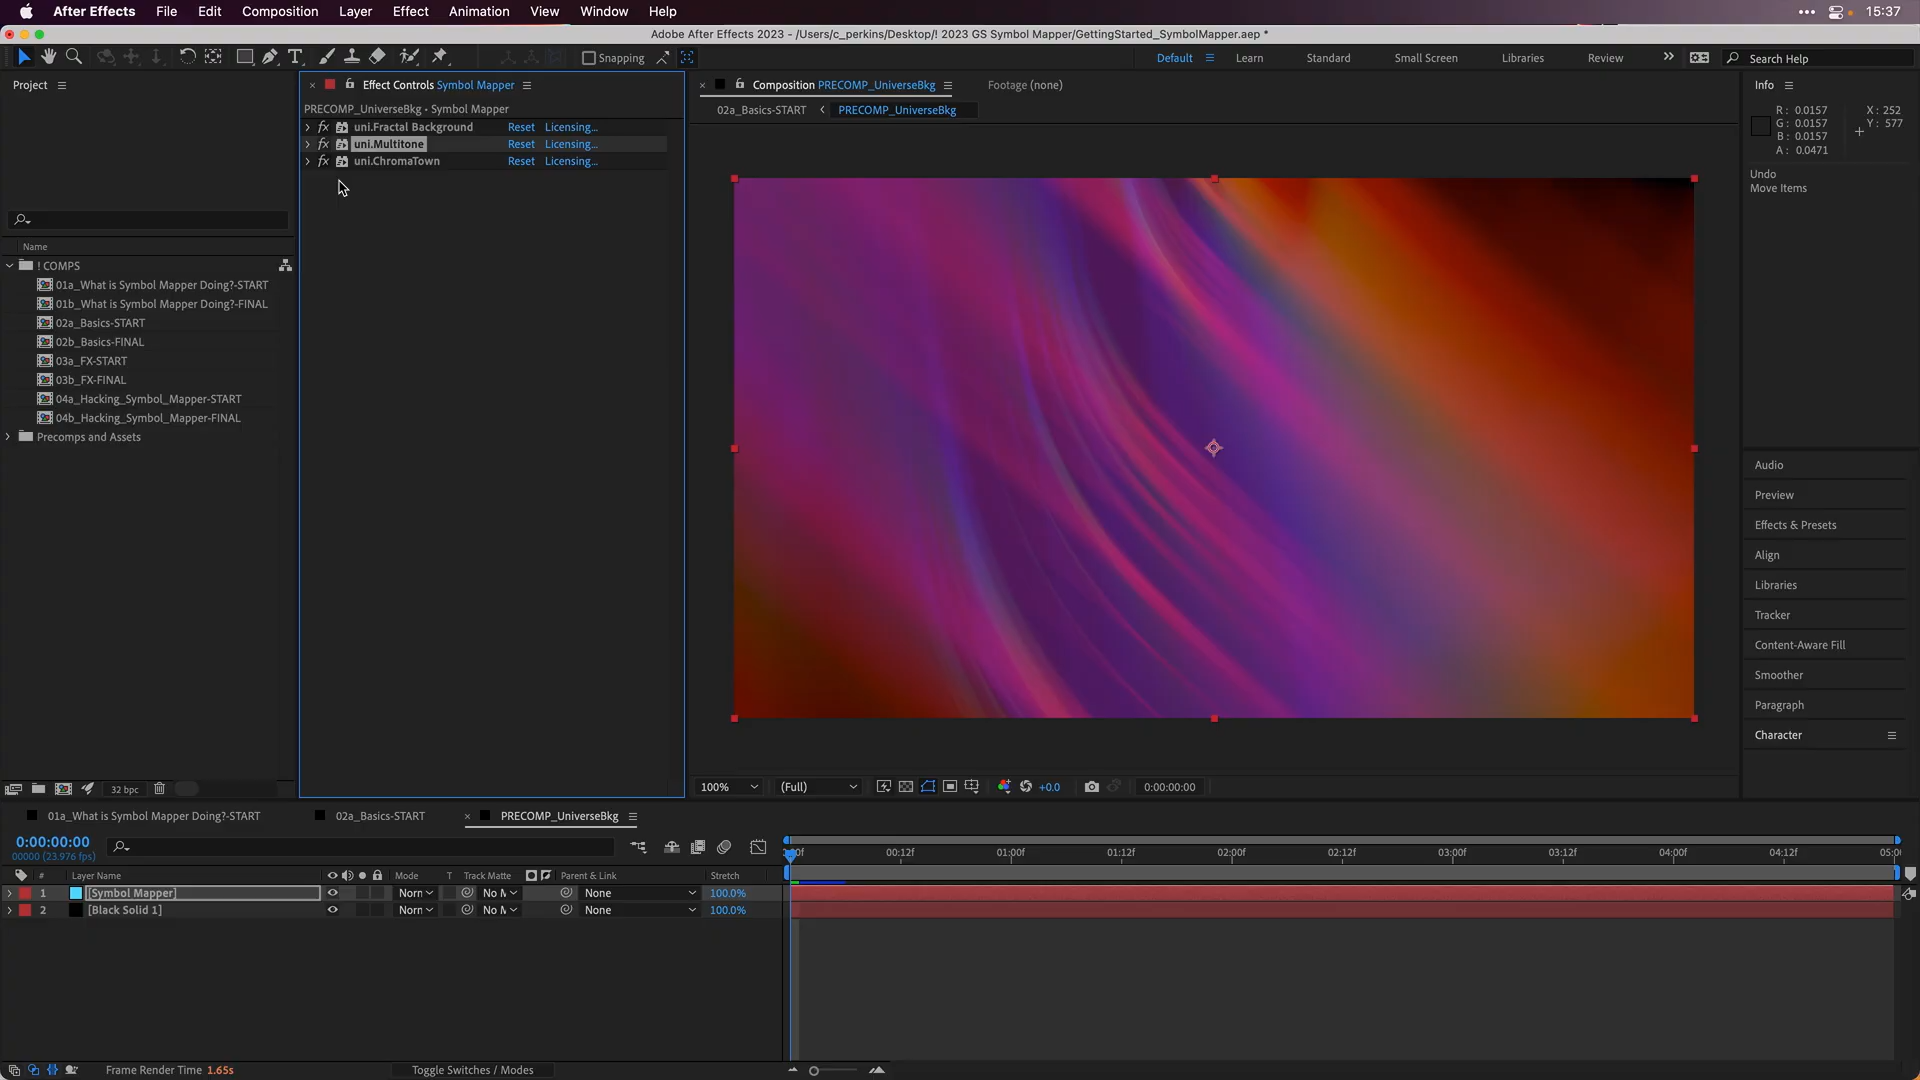 After Effects File Edit Composition Layer Effect Animation View Window Help 15:37
Adobe After Effects 2023 - /Users/c_perkins/Desktop/! 2023 GS Symbol Mapper/GettingStarted_SymbolMapper.aep *
Snapping Default Learn Standard Small Screen Libraries Review Search Help
Project
Effect Controls Symbol Mapper
PRECOMP_UniverseBkg • Symbol Mapper
fx uni.Fractal Background Reset Licensing...
fx uni.Multitone Reset Licensing...
fx uni.ChromaTown Reset Licensing...
Name
! COMPS
01a_What is Symbol Mapper Doing?-START
01b_What is Symbol Mapper Doing?-FINAL
02a_Basics-START
02b_Basics-FINAL
03a_FX-START
03b_FX-FINAL
04a_Hacking_Symbol_Mapper-START
04b_Hacking_Symbol_Mapper-FINAL
Precomps and Assets
32 bpc
Composition PRECOMP_UniverseBkg
Footage (none)
02a_Basics-START
PRECOMP_UniverseBkg
100% (Full) +0.0 0:00:00:00
Info
R : 0.0157 X : 252
G : 0.0157 Y : 577
B : 0.0157
A : 0.0471
Undo
Move Items
Audio
Preview
Effects & Presets
Align
Libraries
Tracker
Content-Aware Fill
Smoother
Paragraph
Character
01a_What is Symbol Mapper Doing?-START 02a_Basics-START PRECOMP_UniverseBkg
0:00:00:00
00000 (23.976 fps)
00:12f 01:00f 01:12f 02:00f 02:12f 03:00f 03:12f 04:00f 04:12f
# Layer Name Mode T Track Matte Parent & Link Stretch
1 [Symbol Mapper] Norn No M None 100.0%
2 [Black Solid 1] Norn No M None 100.0%
Frame Render Time 1.65s
Toggle Switches / Modes